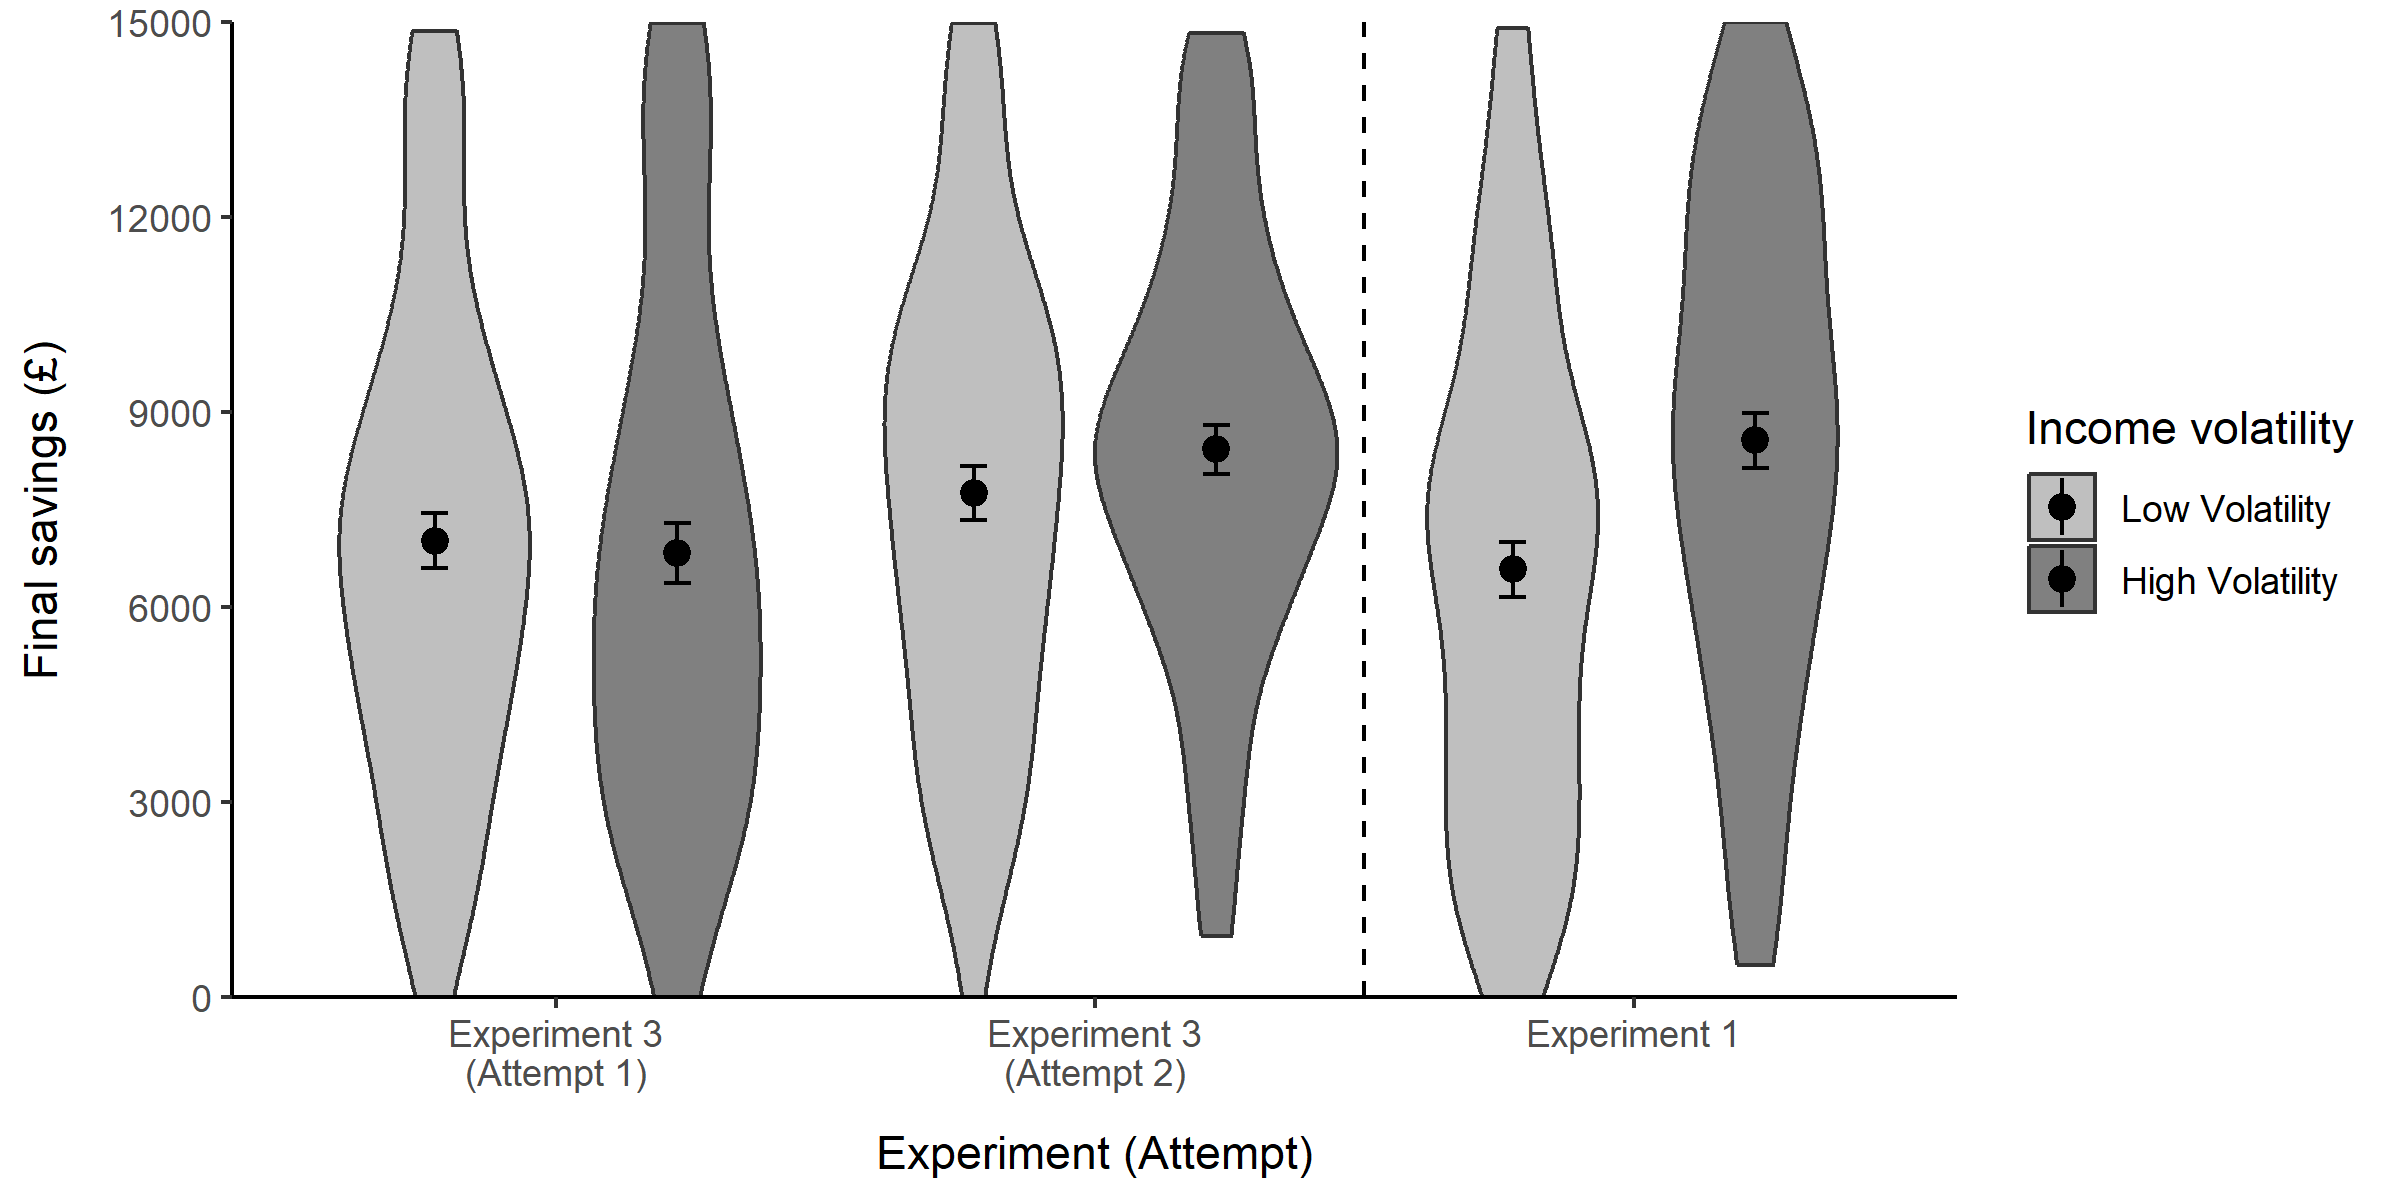 Final savings (£)
15000
12000
9000
6000
3000
0
Experiment 3
(Attempt 1)
Experiment 3
(Attempt 2)
Experiment 1
Experiment (Attempt)
Income volatility
Low Volatility
High Volatility